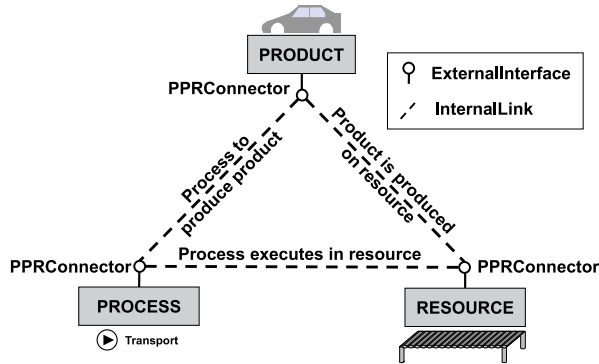 PRODUCT
PPRConnector
ExternalInterface
InternalLink
Process to
produce product
Product is produced
on resource
Process executes in resource
PPRConnector
PPRConnector
PROCESS
RESOURCE
Transport